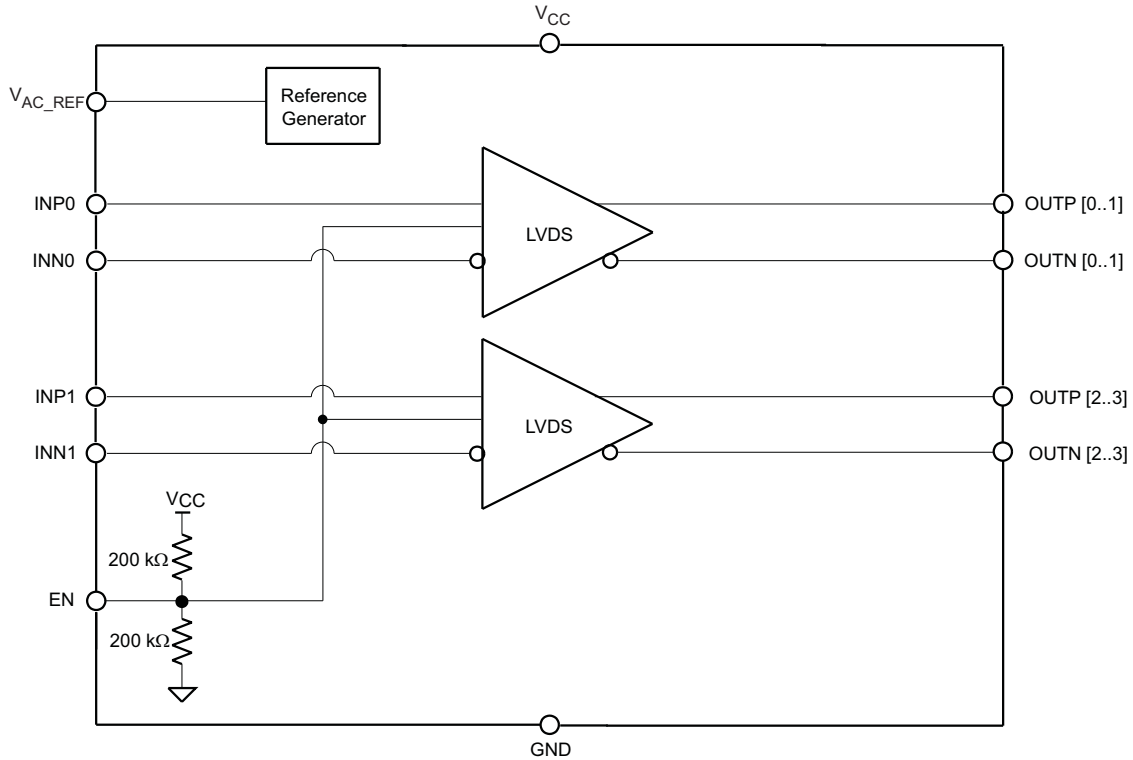 VCC
VAC_REF
Reference
Generator
INP0
LVDS
OUTP [0..1]
INN0
OUTN [0..1]
INP1
LVDS
OUTP [2..3]
INN1
OUTN [2..3]
VCC
200 kΩ
EN
200 kΩ
GND